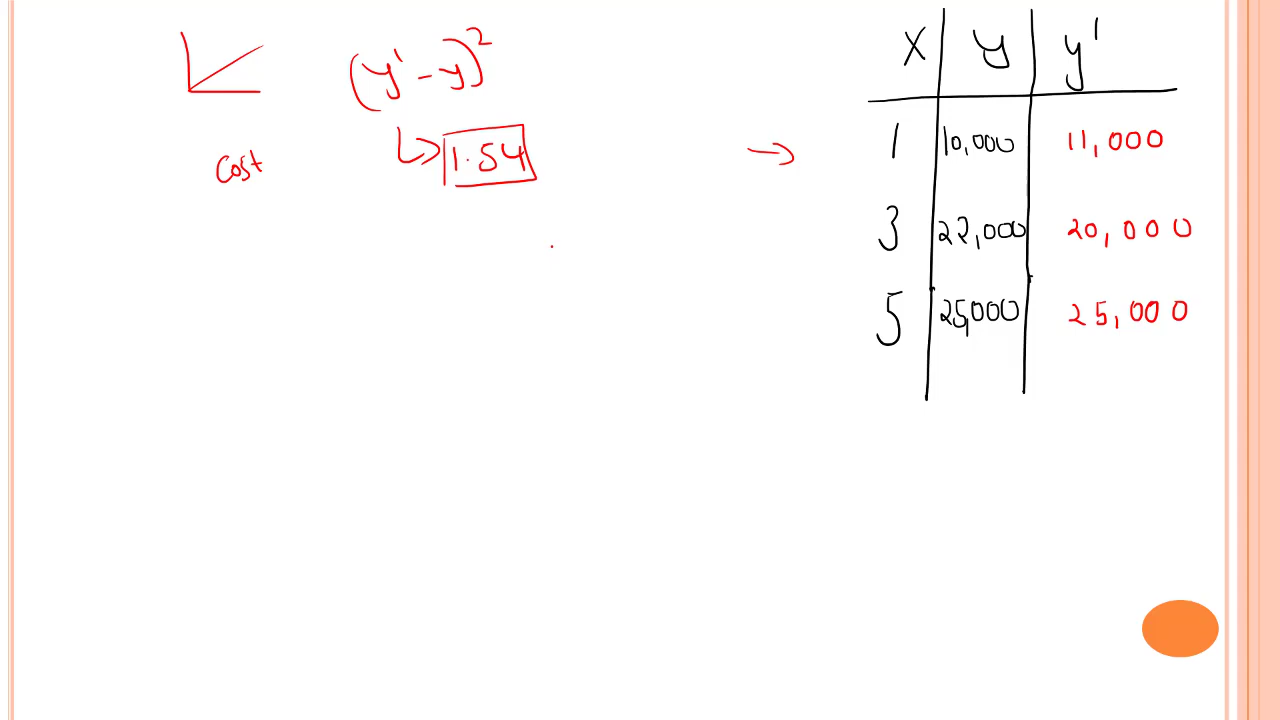 (y' - y)²
cost
1.54
x y y'
1 10,000 11,000
3 22,000 20,000
5 25,000 25,000